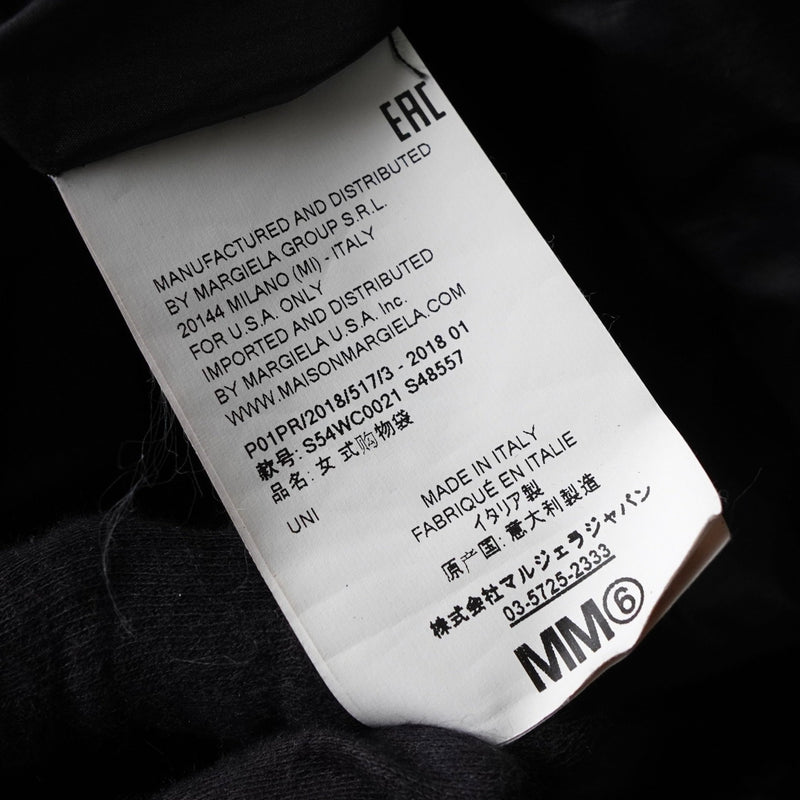 EAC
MANUFACTURED AND DISTRIBUTED
BY MARGIELA GROUP S.R.L.
20144 MILANO (MI) - ITALY
FOR U.S.A. ONLY
IMPORTED AND DISTRIBUTED
BY MARGIELA U.S.A. Inc.
WWW.MAISONMARGIELA.COM
P01PR/2018/517/3 - 2018 01
款号: S54WC0021 S48557
品名: 女式购物袋
UNI
MADE IN ITALY
FABRIQUÉ EN ITALIE
イタリア製
原产国: 意大利製造
株式会社マルジェラジャパン
03-5725-2333
MM⑥